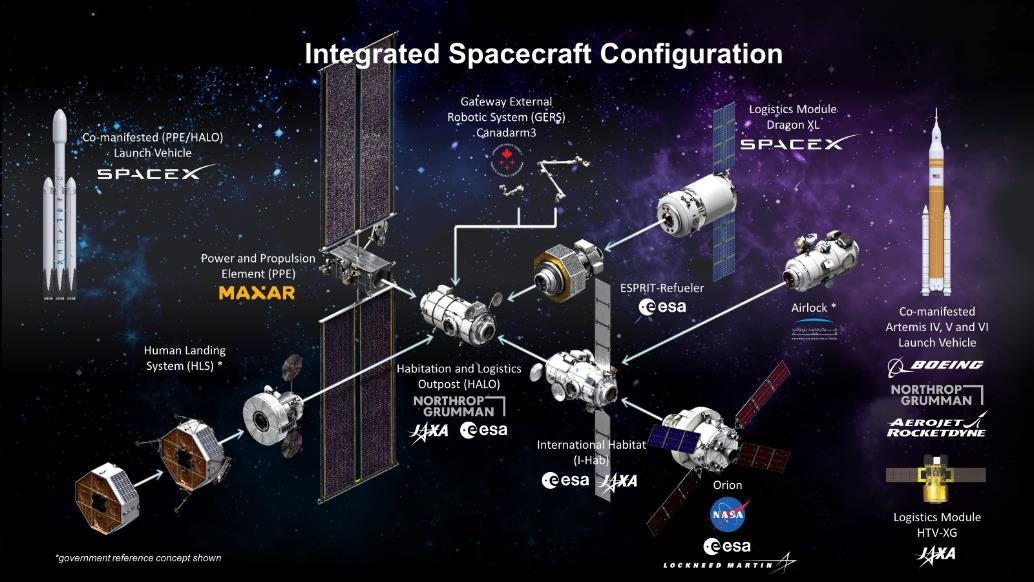 Integrated Spacecraft Configuration
Co-manifested (PPE/HALO)
Launch Vehicle
SPACEX
Gateway External
Robotic System (GERS)
Canadarm3
Logistics Module
Dragon XL
SPACEX
Power and Propulsion
Element (PPE)
MAXAR
ESPRIT-Refueler
esa
Airlock *
Co-manifested
Artemis IV, V and VI
Launch Vehicle
BOEING
NORTHROP
GRUMMAN
AEROJET
ROCKETDYNE
Human Landing
System (HLS) *
Habitation and Logistics
Outpost (HALO)
NORTHROP
GRUMMAN
JAXA esa
International Habitat
(I-Hab)
esa JAXA
Orion
NASA
esa
LOCKHEED MARTIN
Logistics Module
HTV-XG
JAXA
*government reference concept shown